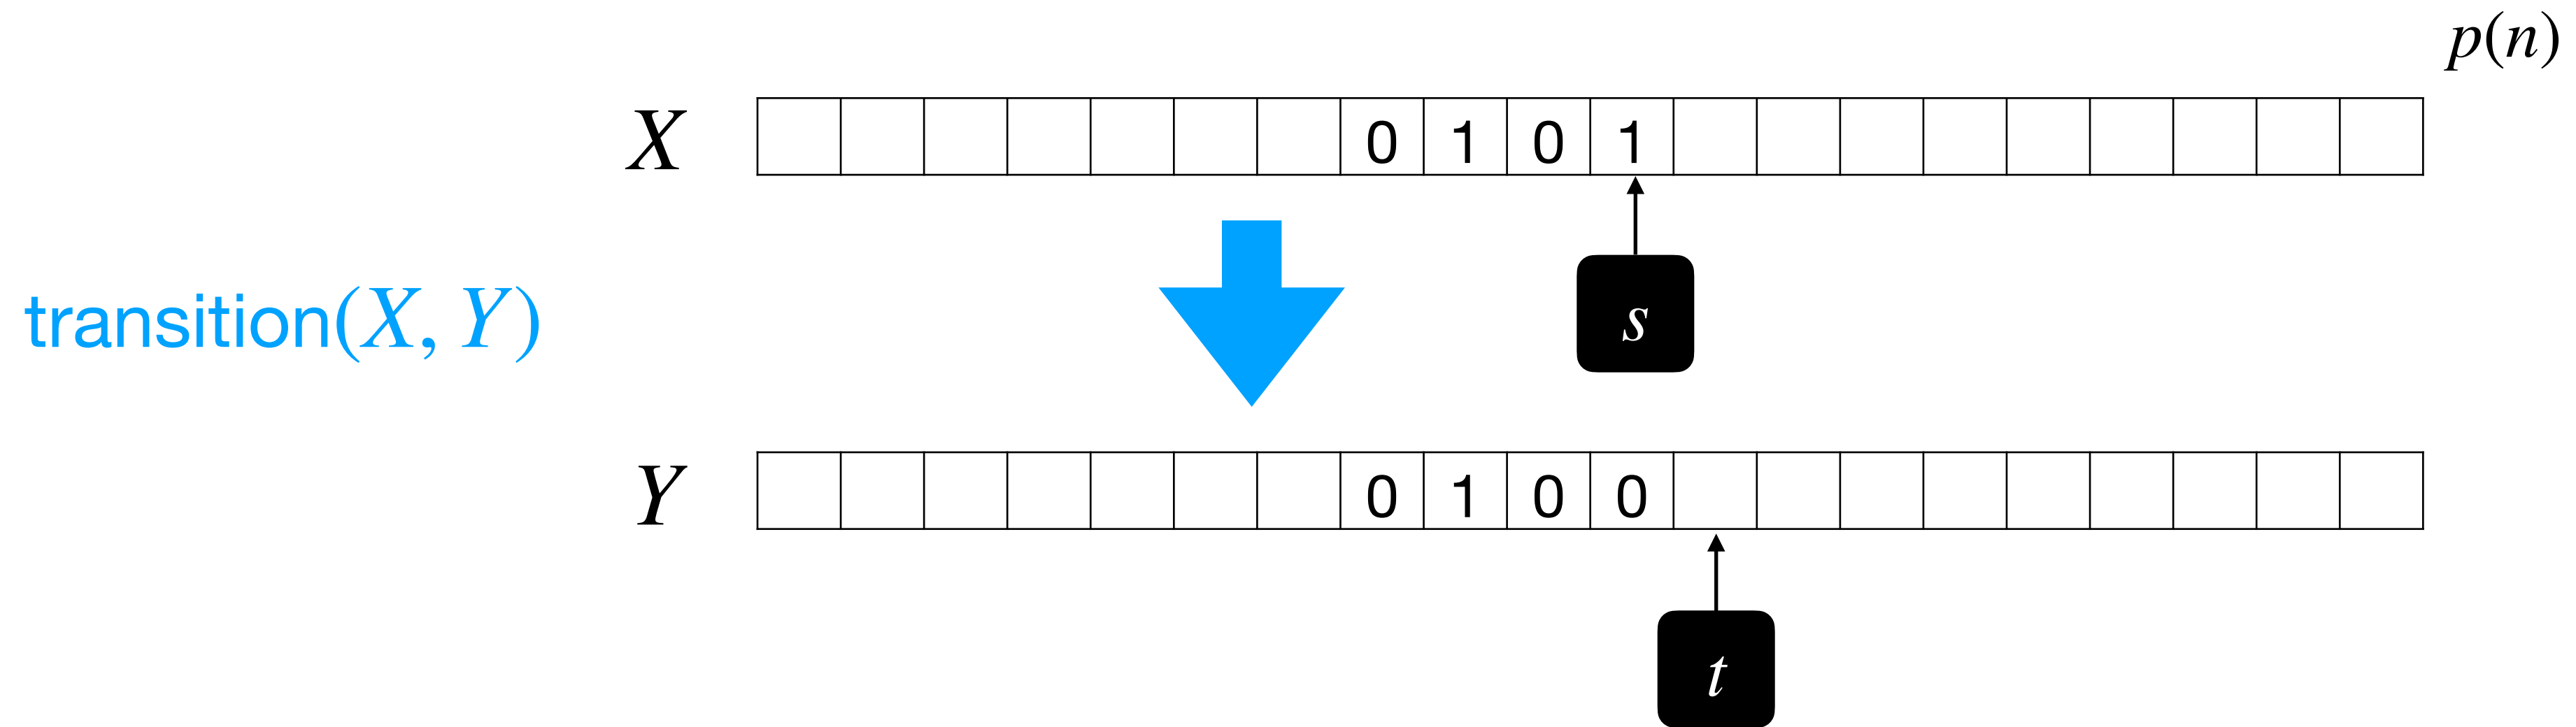 p(n)
X 0 1 0 1
s
transition(X, Y)
Y 0 1 0 0
t